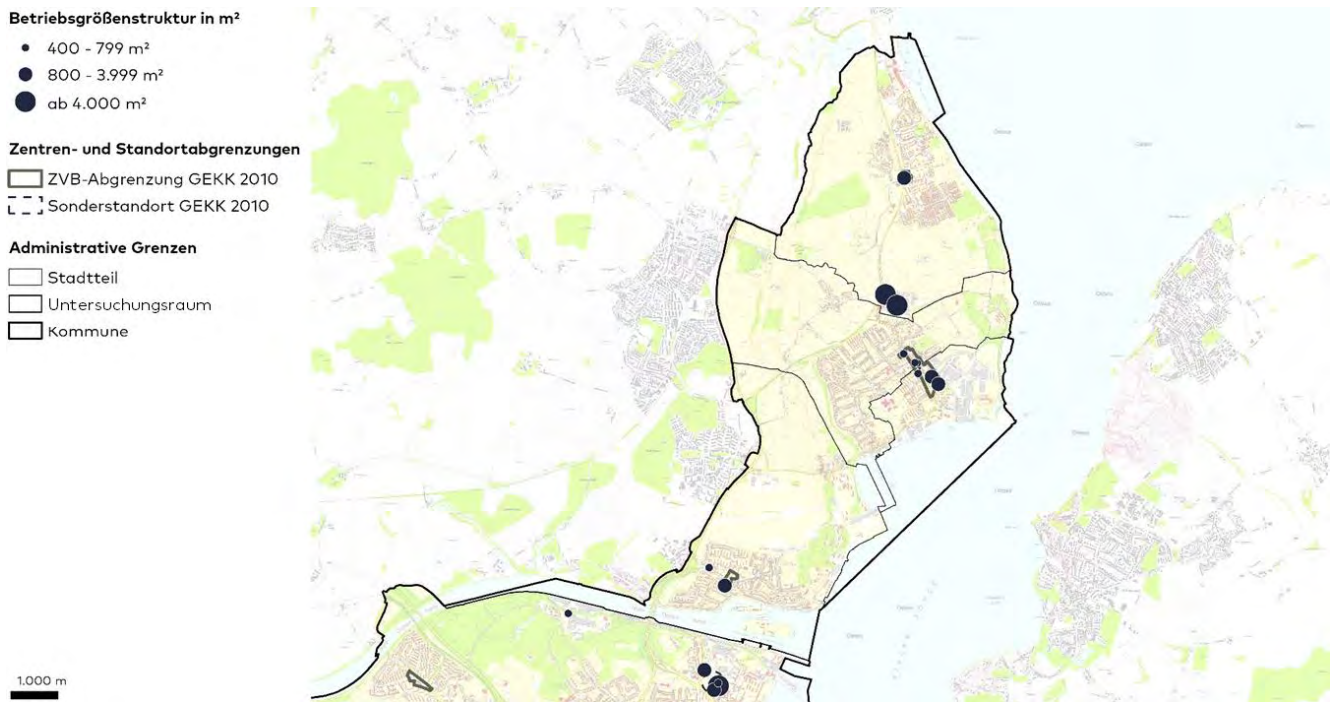 Betriebsgrößenstruktur in m²
400 - 799 m²
800 - 3.999 m²
ab 4.000 m²
Zentren- und Standortabgrenzungen
ZVB-Abgrenzung GEKK 2010
Sonderstandort GEKK 2010
Administrative Grenzen
Stadtteil
Untersuchungsraum
Kommune
1.000 m